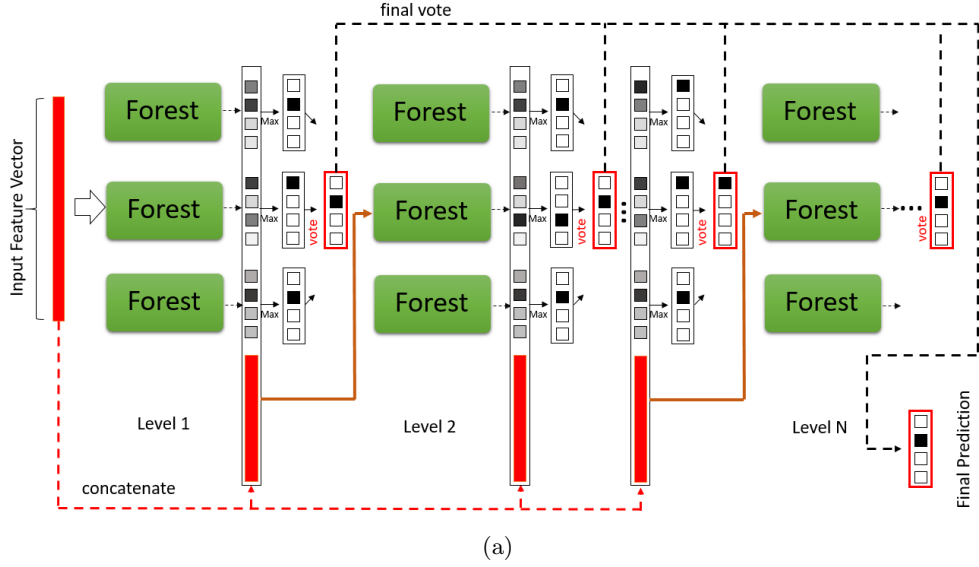 final vote
Input Feature Vector
Forest
Forest
Forest
Max
Max
Max
vote
Level 1
concatenate
Forest
Forest
Forest
Max
Max
Max
vote
Level 2
Max
Max
Max
vote
Forest
Forest
Forest
vote
Level N
Final Prediction
(a)